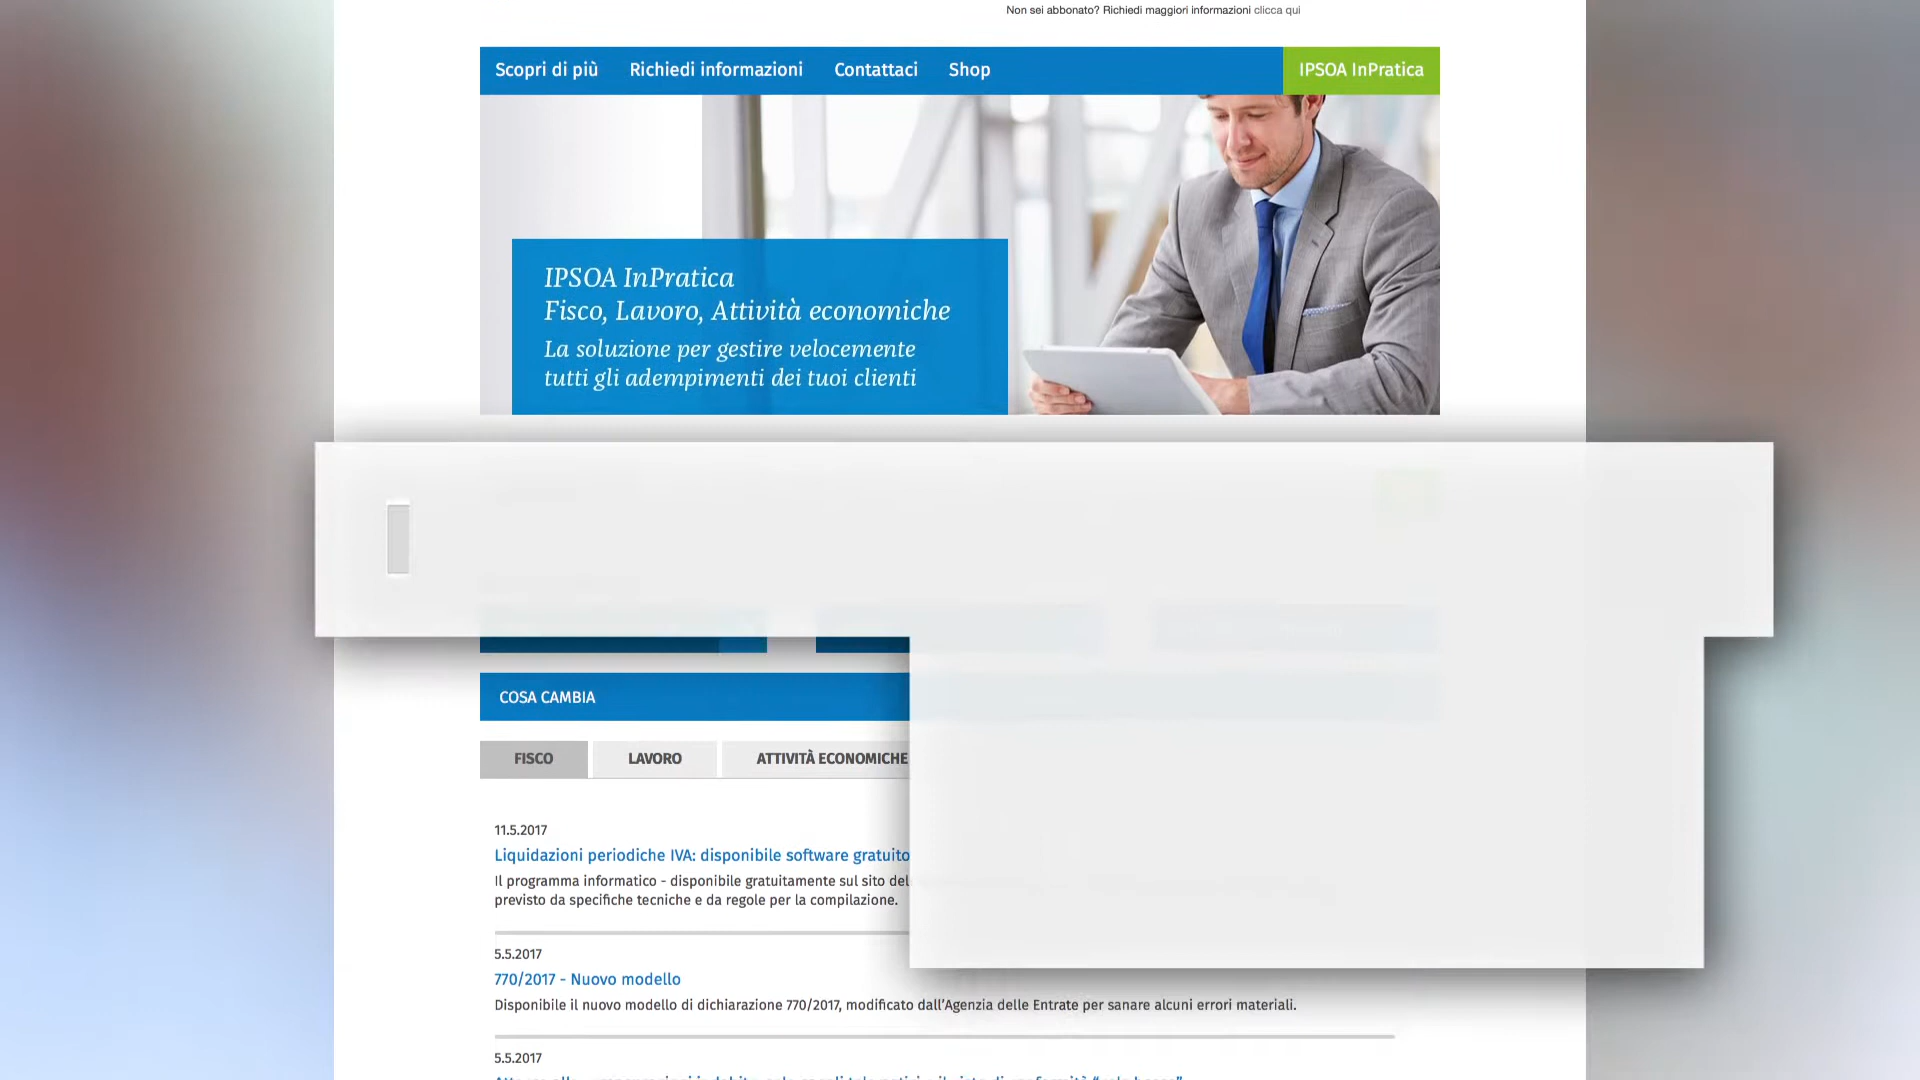 Non sei abbonato? Richiedi maggiori informazioni clicca qui
Scopri di più Richiedi informazioni Contattaci Shop IPSOA InPratica
IPSOA InPratica
Fisco, Lavoro, Attività economiche
La soluzione per gestire velocemente
tutti gli adempimenti dei tuoi clienti
COSA CAMBIA
FISCO LAVORO ATTIVITÀ ECONOMICHE
11.5.2017
Liquidazioni periodiche IVA: disponibile software gratuito
Il programma informatico - disponibile gratuitamente sul sito
previsto da specifiche tecniche e da regole per la compilazione.
5.5.2017
770/2017 - Nuovo modello
Disponibile il nuovo modello di dichiarazione 770/2017, modificato dall'Agenzia delle Entrate per sanare alcuni errori materiali.
5.5.2017